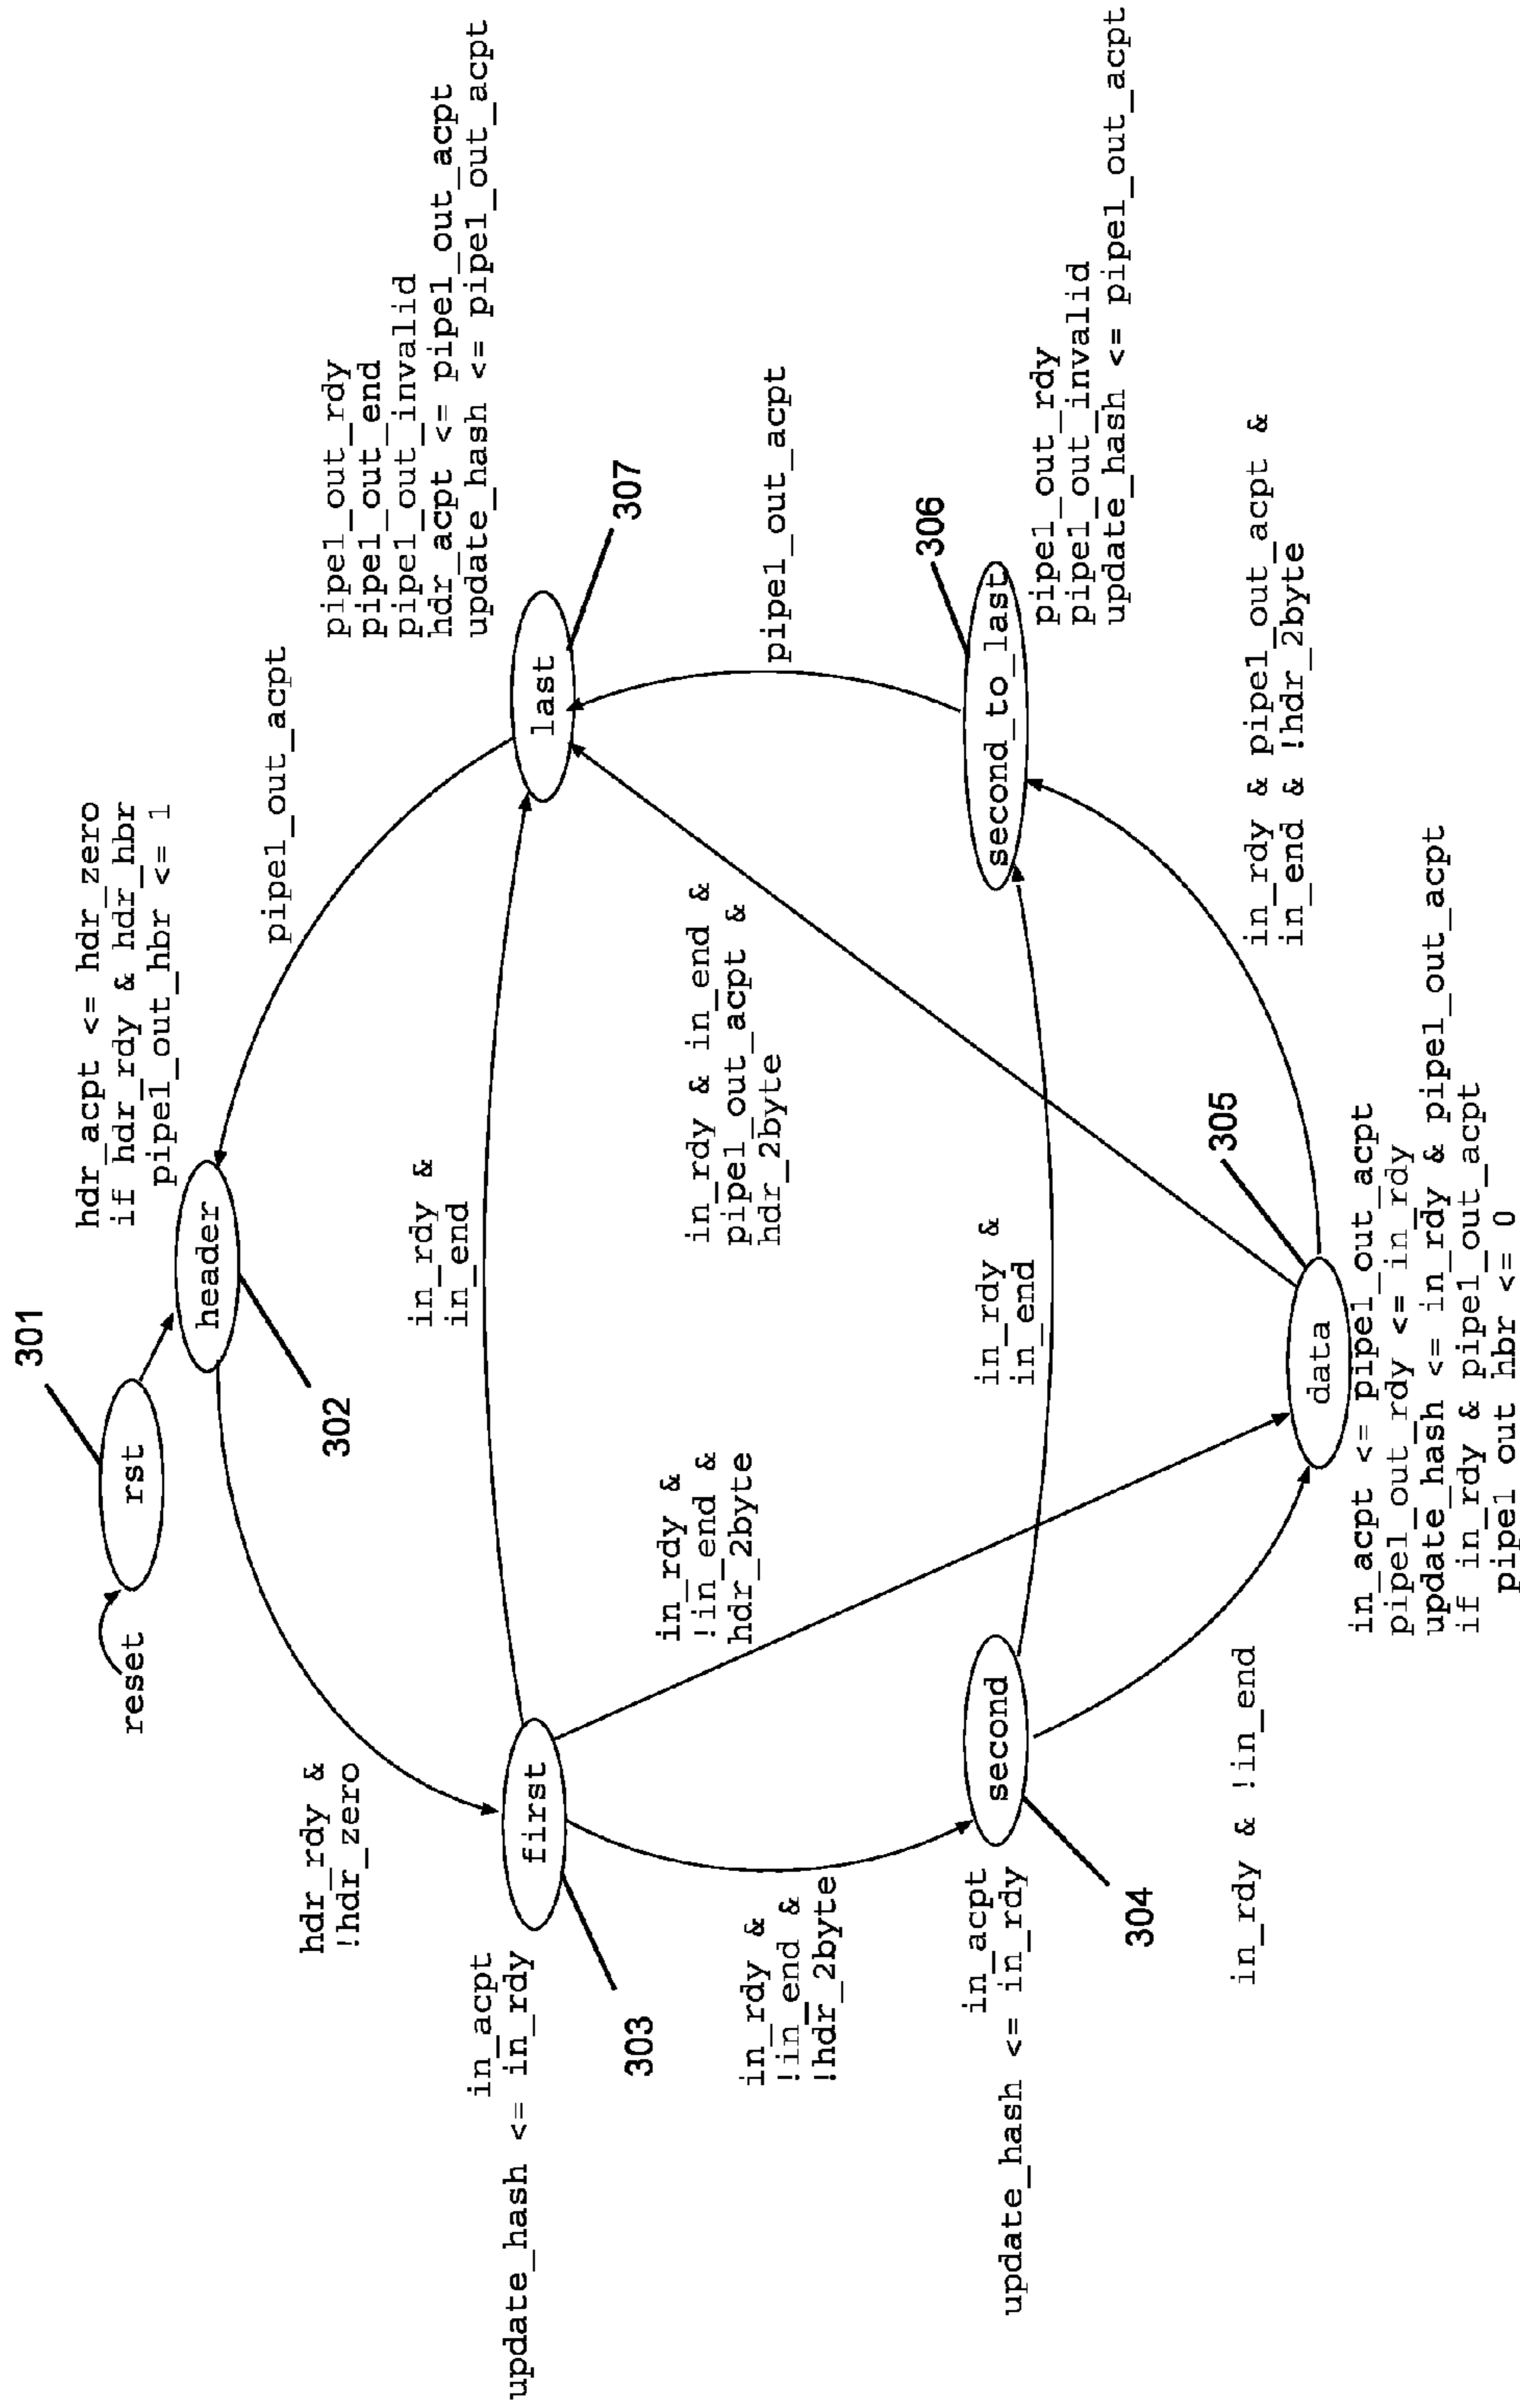 301
reset
rst
hdr_acpt <= hdr_zero
if hdr_rdy & hdr_hbr
pipe1_out_hbr <= 1
header
302
hdr_rdy &
!hdr_zero
pipe1_out_acpt
pipe1_out_rdy
pipe1_out_end
pipe1_out_invalid
hdr_acpt <= pipe1_out_acpt
update_hash <= pipe1_out_acpt
in_acpt
update_hash <= in_rdy
first
303
in_rdy &
in_end
last
307
in_rdy &
!in_end &
!hdr_2byte
in_rdy &
!in_end &
hdr_2byte
in_rdy & in_end &
pipe1_out_acpt &
hdr_2byte
pipe1_out_acpt
in_acpt
update_hash <= in_rdy
second
304
in_rdy &
in_end
second_to_last
306
pipe1_out_rdy
pipe1_out_invalid
update_hash <= pipe1_out_acpt
in_rdy & !in_end
305
data
in_rdy & pipe1_out_acpt &
in_end & !hdr_2byte
in_acpt <= pipe1_out_acpt
pipe1_out_rdy <= in_rdy
update_hash <= in_rdy & pipe1_out_acpt
if in_rdy & pipe1_out_acpt
pipe1 out hbr <= 0